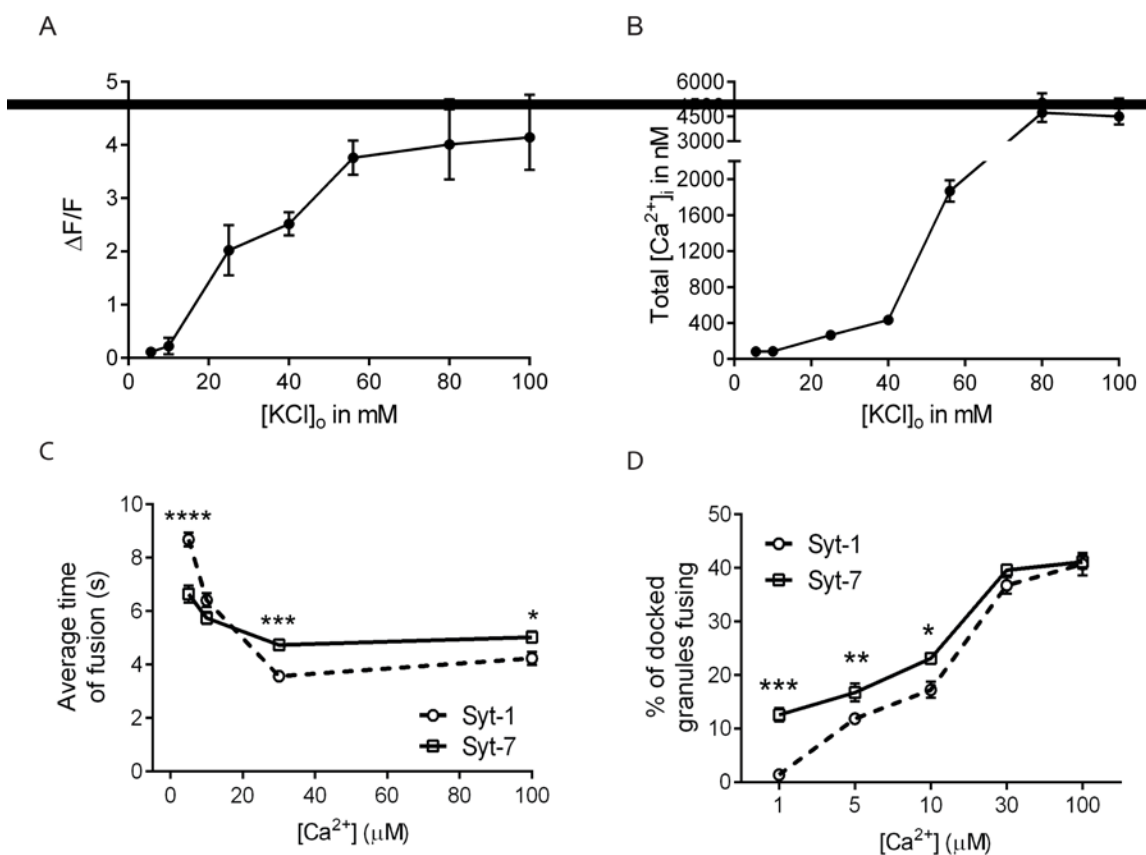 A
B
5
4
3
2
1
0
ΔF/F
0 20 40 60 80 100
[KCl]o in mM
6000
4500
3000
2000
1600
1200
800
400
0
Total [Ca2+]i in nM
0 20 40 60 80 100
[KCl]o in mM
C
D
10
8
6
4
2
0
Average time
of fusion (s)
****
***
*
Syt-1
Syt-7
0 20 40 60 80 100
[Ca2+] (μM)
50
40
30
20
10
0
% of docked
granules fusing
Syt-1
Syt-7
***
**
*
1 5 10 30 100
[Ca2+] (μM)